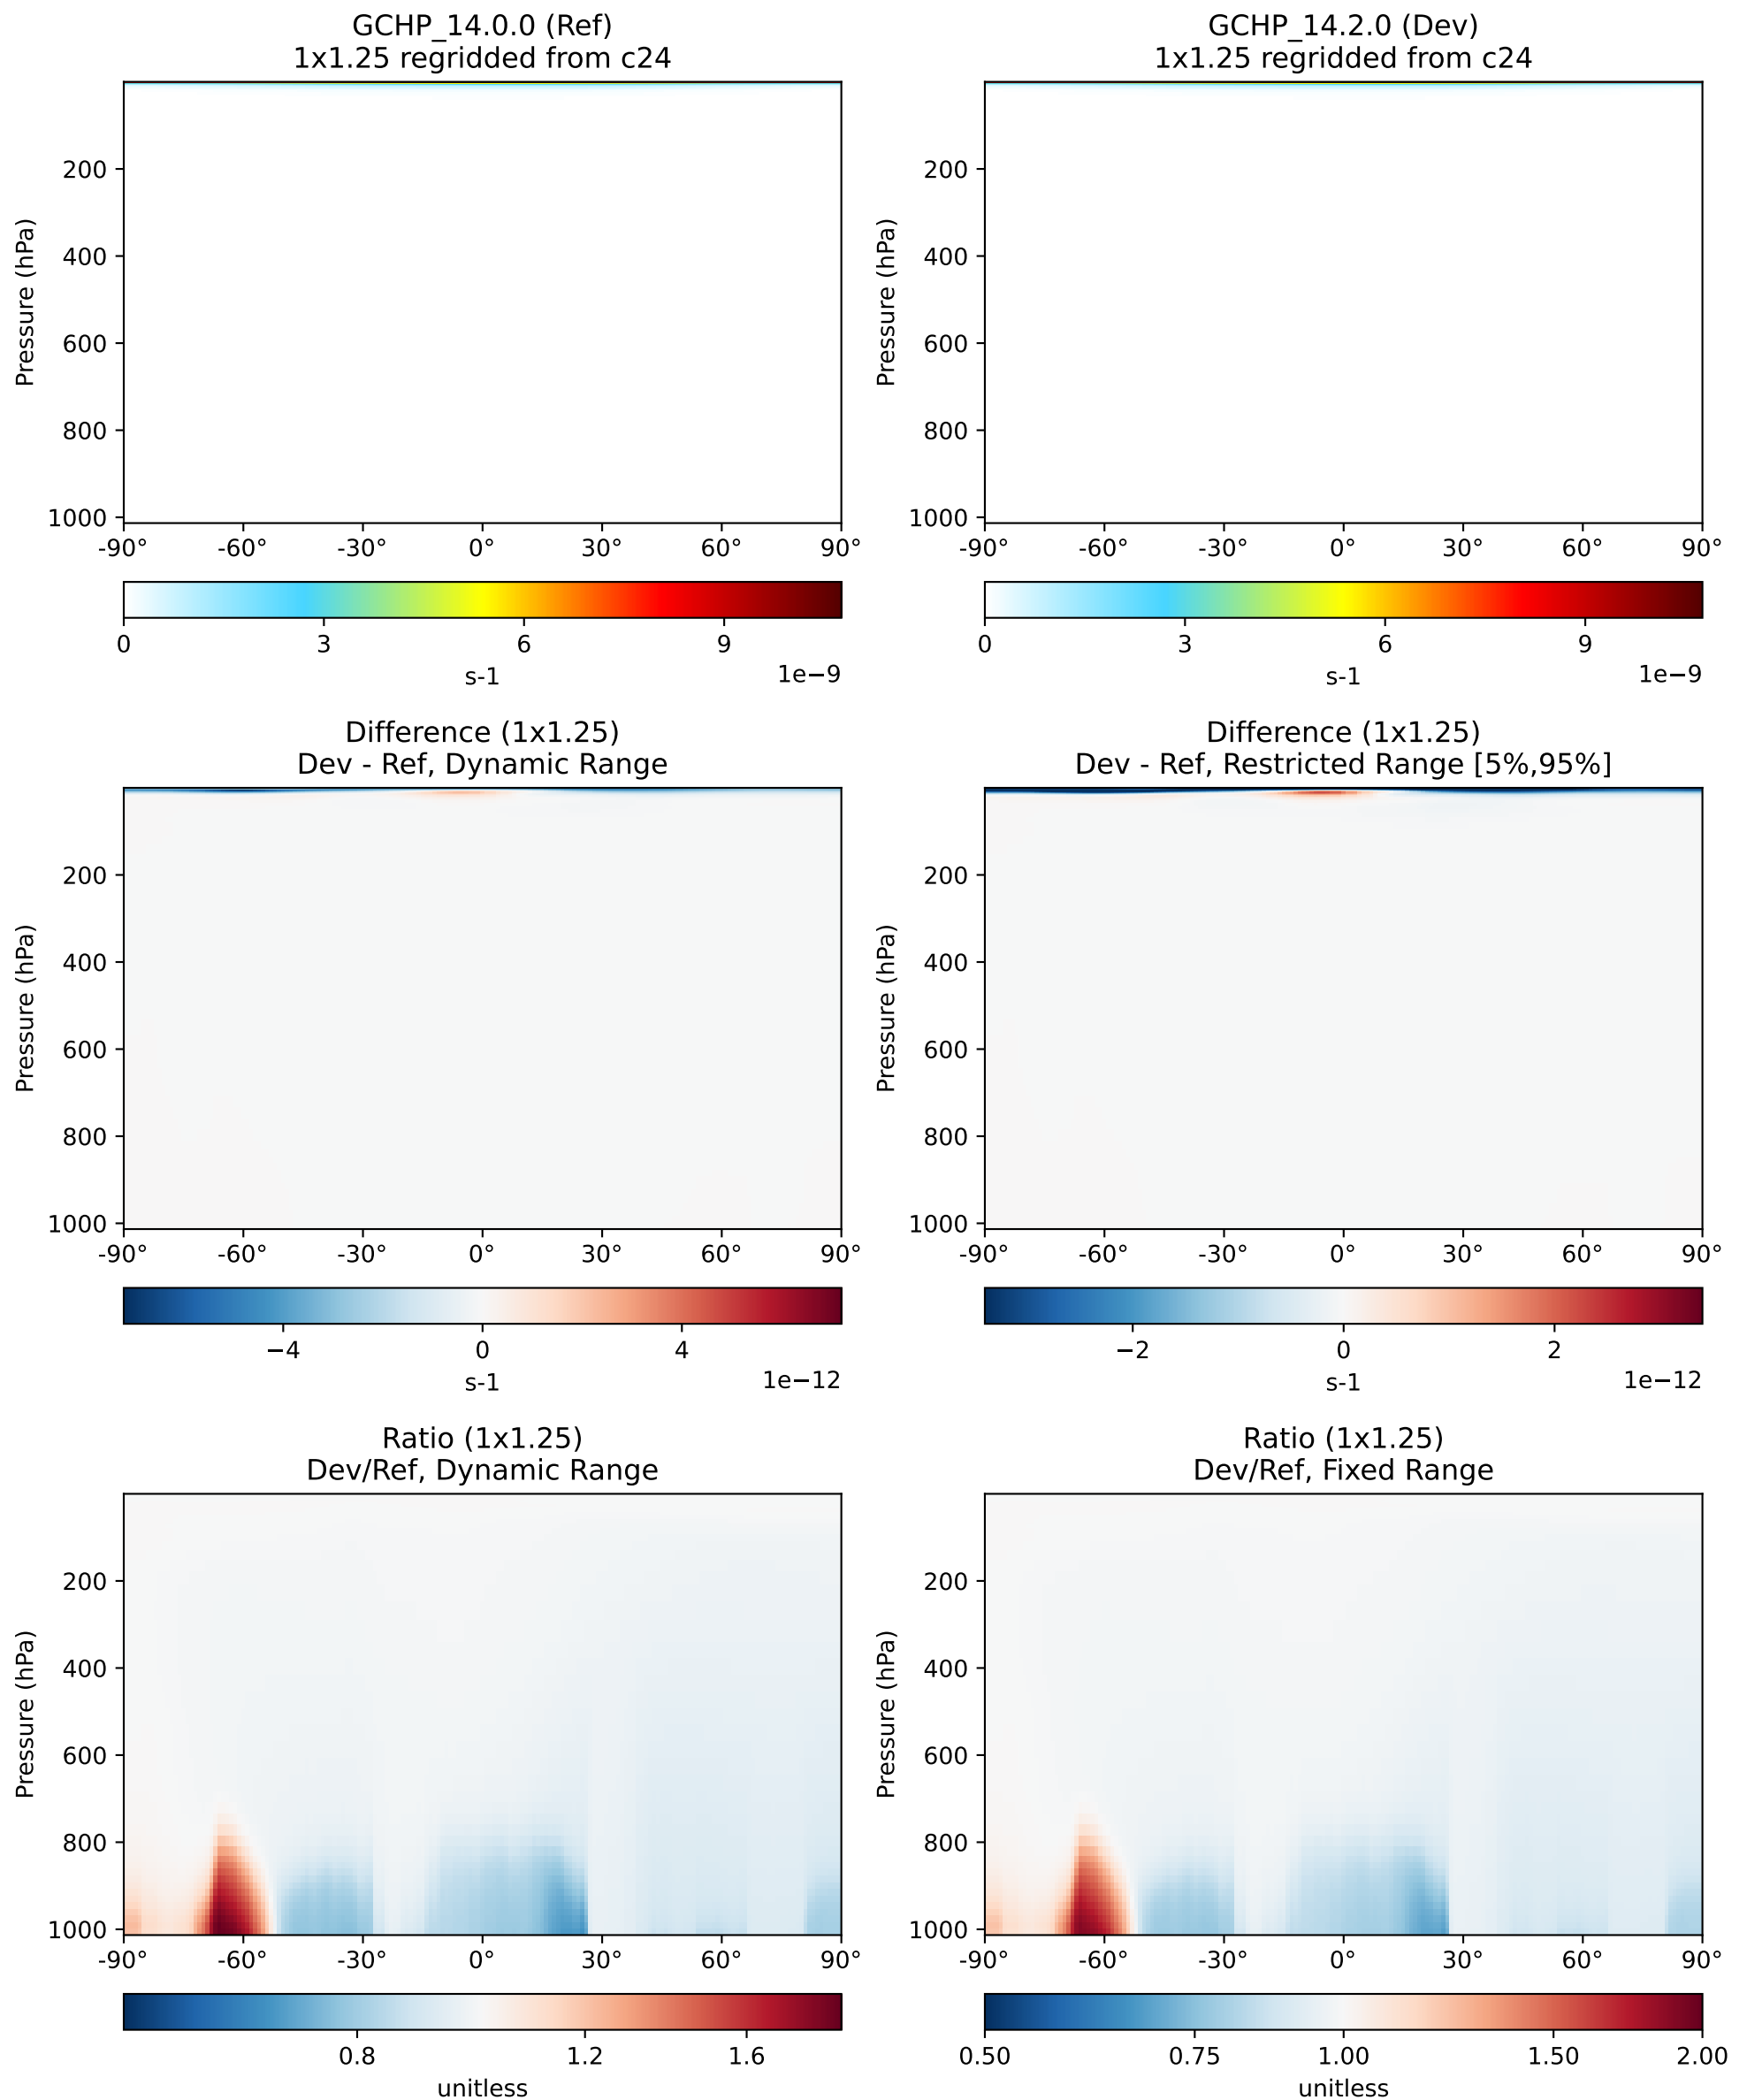 GCHP_14.0.0 (Ref)
1x1.25 regridded from c24
Pressure (hPa)
200
400
600
800
1000
-90° -60° -30° 0° 30° 60° 90°
0 3 6 9
s-1 1e−9
GCHP_14.2.0 (Dev)
1x1.25 regridded from c24
Pressure (hPa)
200
400
600
800
1000
-90° -60° -30° 0° 30° 60° 90°
0 3 6 9
s-1 1e−9
Difference (1x1.25)
Dev - Ref, Dynamic Range
Pressure (hPa)
200
400
600
800
1000
-90° -60° -30° 0° 30° 60° 90°
−4 0 4
s-1 1e−12
Difference (1x1.25)
Dev - Ref, Restricted Range [5%,95%]
Pressure (hPa)
200
400
600
800
1000
-90° -60° -30° 0° 30° 60° 90°
−2 0 2
s-1 1e−12
Ratio (1x1.25)
Dev/Ref, Dynamic Range
Pressure (hPa)
200
400
600
800
1000
-90° -60° -30° 0° 30° 60° 90°
0.8 1.2 1.6
unitless
Ratio (1x1.25)
Dev/Ref, Fixed Range
Pressure (hPa)
200
400
600
800
1000
-90° -60° -30° 0° 30° 60° 90°
0.50 0.75 1.00 1.50 2.00
unitless